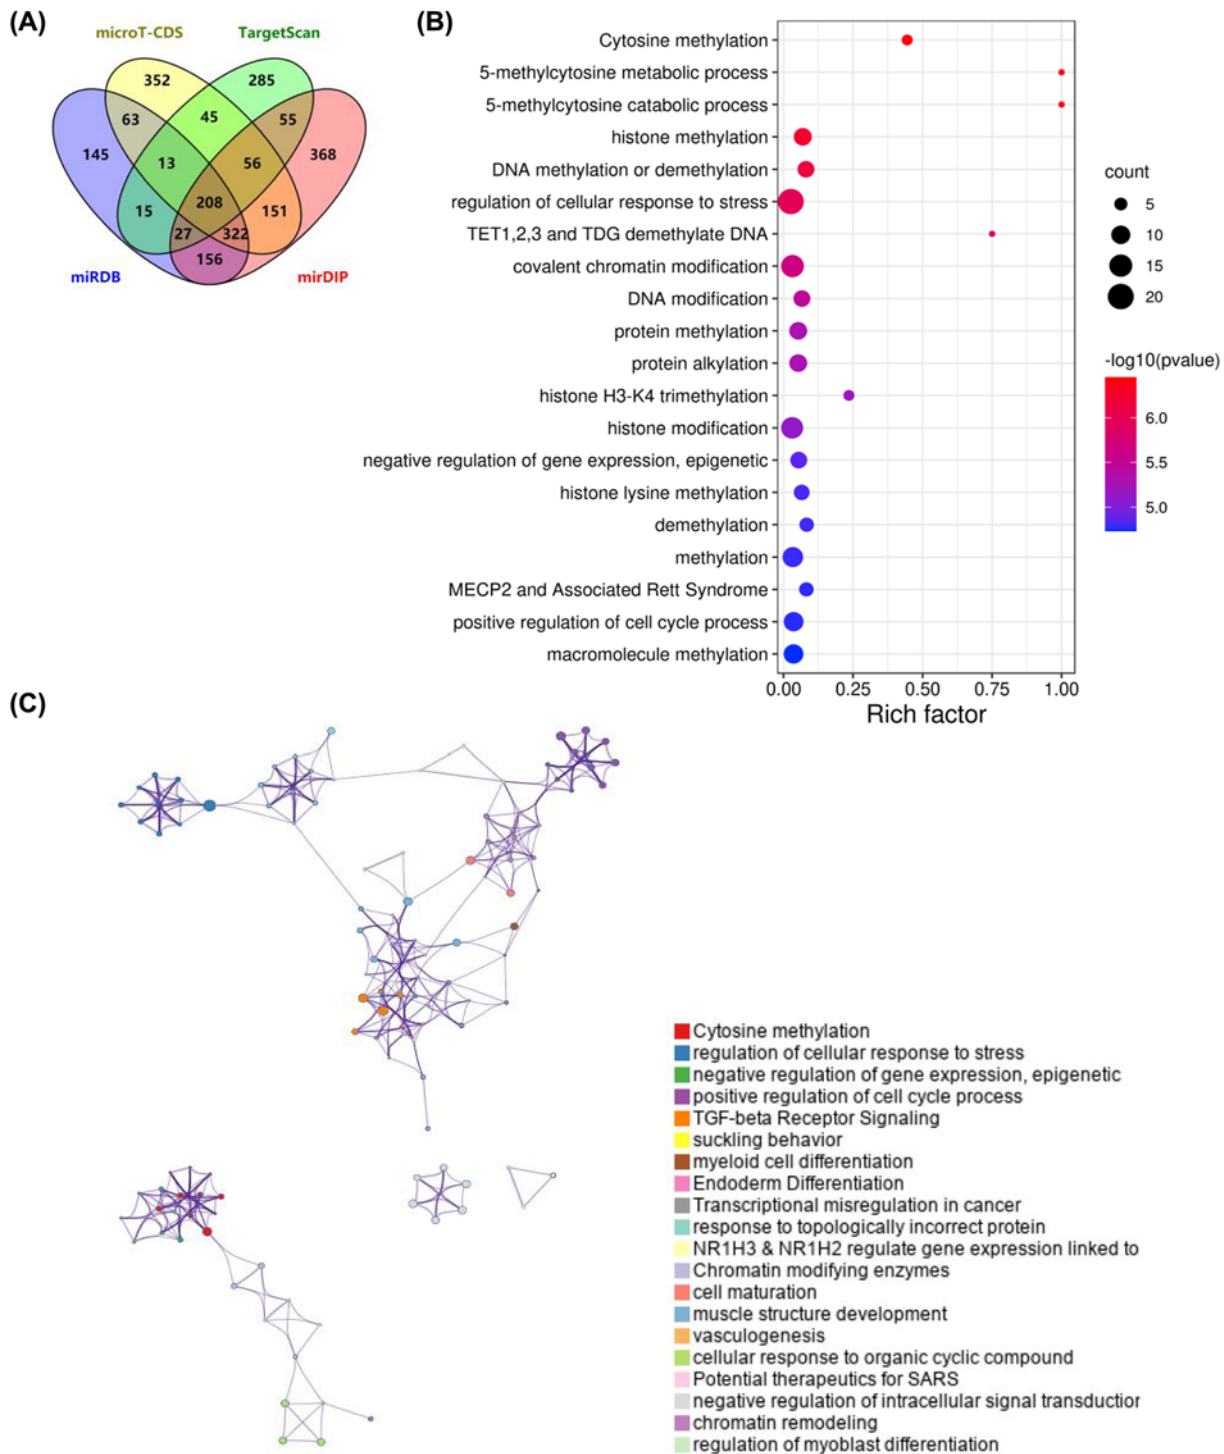 (A)
microT-CDS
TargetScan
352
285
63
45
55
145
13
56
368
208
15
151
27
322
156
miRDB
mirDIP
(B)
Cytosine methylation
5-methylcytosine metabolic process
5-methylcytosine catabolic process
histone methylation
DNA methylation or demethylation
regulation of cellular response to stress
TET1,2,3 and TDG demethylate DNA
covalent chromatin modification
DNA modification
protein methylation
protein alkylation
histone H3-K4 trimethylation
histone modification
negative regulation of gene expression, epigenetic
histone lysine methylation
demethylation
methylation
MECP2 and Associated Rett Syndrome
positive regulation of cell cycle process
macromolecule methylation
0.00
0.25
0.50
0.75
1.00
Rich factor
count
5
10
15
20
-log10(pvalue)
6.0
5.5
5.0
(C)
Cytosine methylation
regulation of cellular response to stress
negative regulation of gene expression, epigenetic
positive regulation of cell cycle process
TGF-beta Receptor Signaling
suckling behavior
myeloid cell differentiation
Endoderm Differentiation
Transcriptional misregulation in cancer
response to topologically incorrect protein
NR1H3 & NR1H2 regulate gene expression linked to
Chromatin modifying enzymes
cell maturation
muscle structure development
vasculogenesis
cellular response to organic cyclic compound
Potential therapeutics for SARS
negative regulation of intracellular signal transduction
chromatin remodeling
regulation of myoblast differentiation